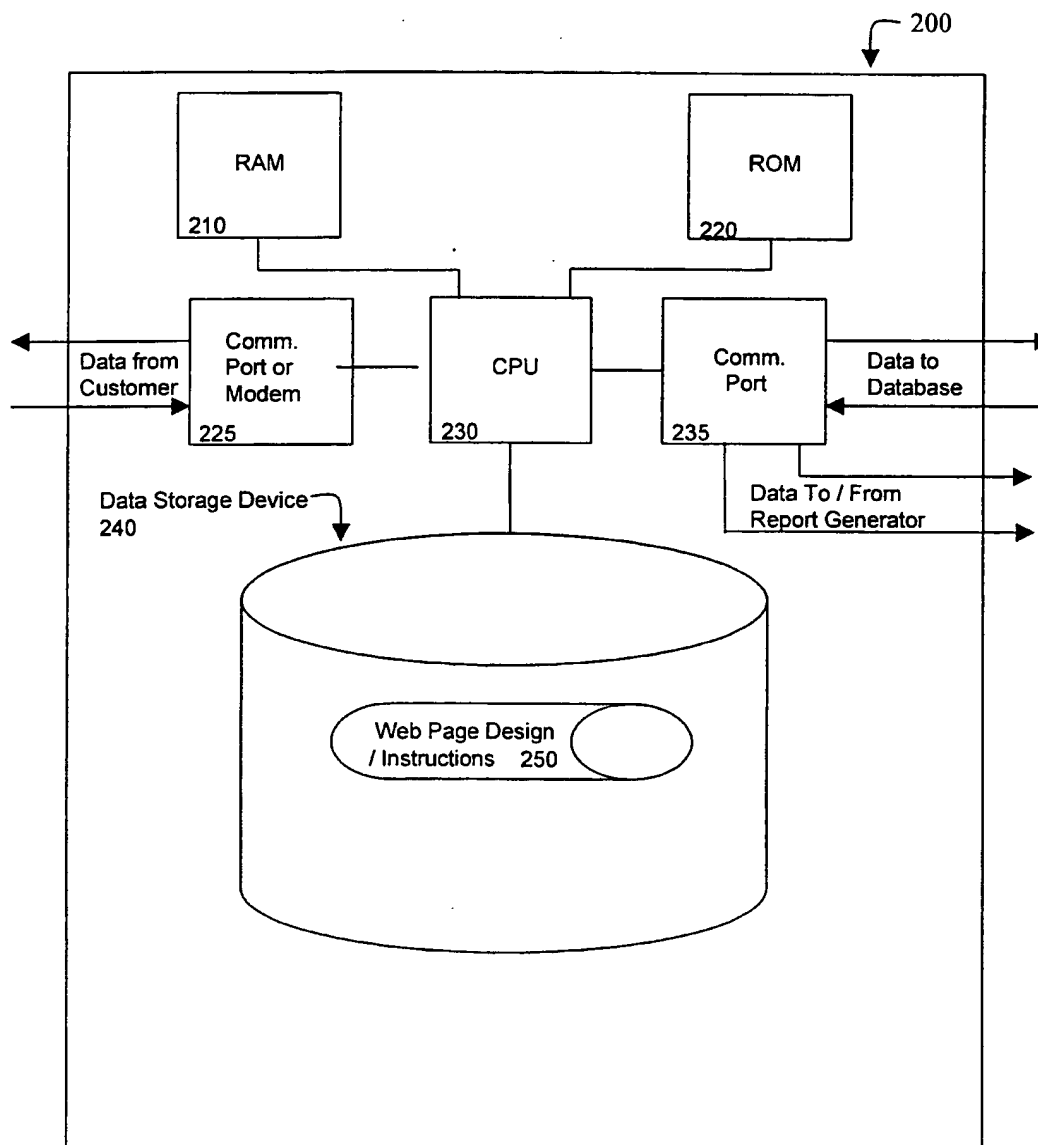 200
RAM
210
ROM
220
Comm.
Port or
Modem
225
CPU
230
Comm.
Port
235
Data from
Customer
Data to
Database
Data To / From
Report Generator
Data Storage Device
240
Web Page Design
/ Instructions 250